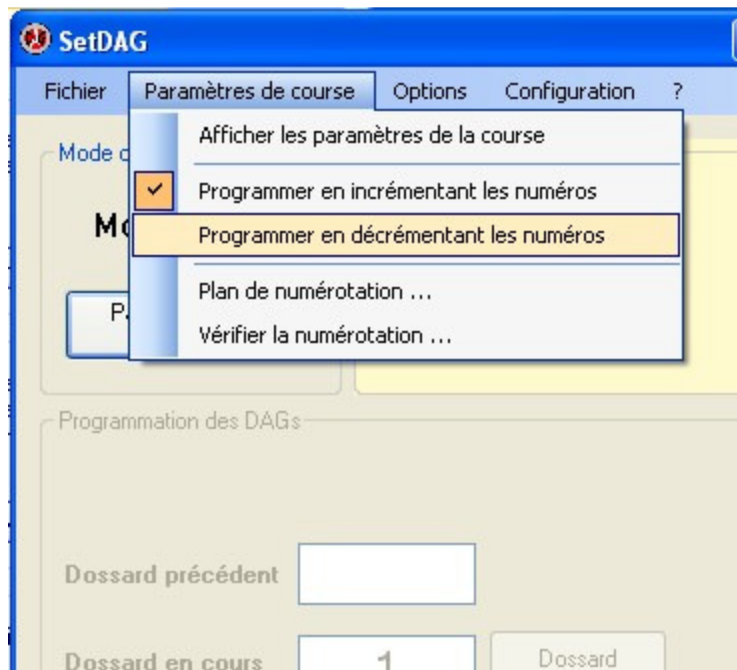 SetDAG
Fichier Paramètres de course Options Configuration ?
Afficher les paramètres de la course
Mode
Programmer en incrémentant les numéros
Programmer en décrémentant les numéros
Plan de numérotation ...
Vérifier la numérotation ...
Programmation des DAGs
Dossard précédent
Dossard en cours 1 Dossard